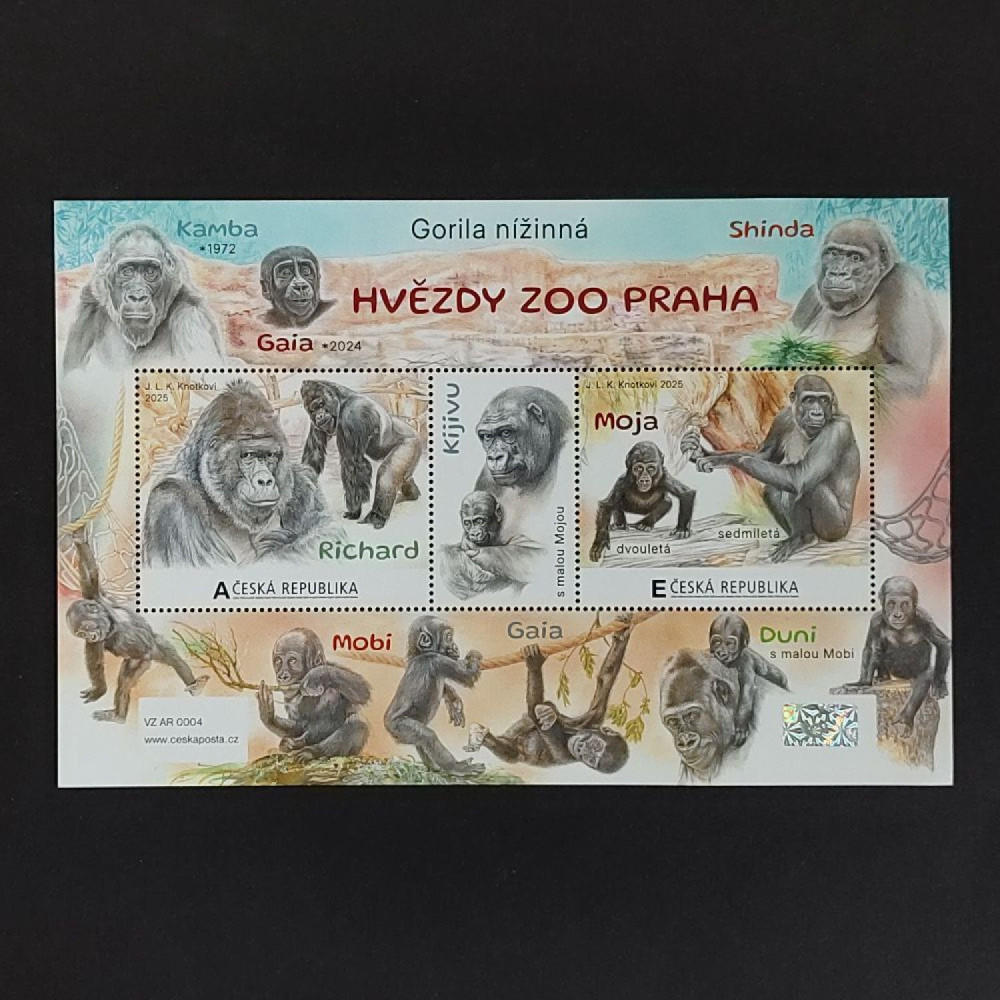 Kamba
*1972
Gorila nížinná
Shinda
HVĚZDY ZOO PRAHA
Gaia *2024
J. L. K. Knotkovi
2025
Richard
A ČESKÁ REPUBLIKA
Kijivu
s malou Mojou
J. L. K. Knotkovi 2025
Moja
dvouletá
sedmiletá
E ČESKÁ REPUBLIKA
Mobi
Gaia
Duni
s malou Mobi
VZ AR 0004
www.ceskaposta.cz